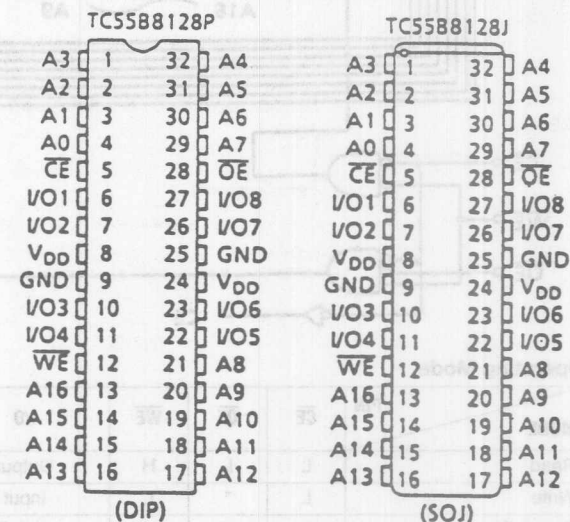 TC55B8128P
A3 1 32 A4
A2 2 31 A5
A1 3 30 A6
A0 4 29 A7
C̅E̅ 5 28 O̅E̅
I/O1 6 27 I/O8
I/O2 7 26 I/O7
VDD 8 25 GND
GND 9 24 VDD
I/O3 10 23 I/O6
I/O4 11 22 I/O5
W̅E̅ 12 21 A8
A16 13 20 A9
A15 14 19 A10
A14 15 18 A11
A13 16 17 A12
(DIP)
TC55B8128J
A3 1 32 A4
A2 2 31 A5
A1 3 30 A6
A0 4 29 A7
C̅E̅ 5 28 O̅E̅
I/O1 6 27 I/O8
I/O2 7 26 I/O7
VDD 8 25 GND
GND 9 24 VDD
I/O3 10 23 I/O6
I/O4 11 22 I/O5
W̅E̅ 12 21 A8
A16 13 20 A9
A15 14 19 A10
A14 15 18 A11
A13 16 17 A12
(SOJ)